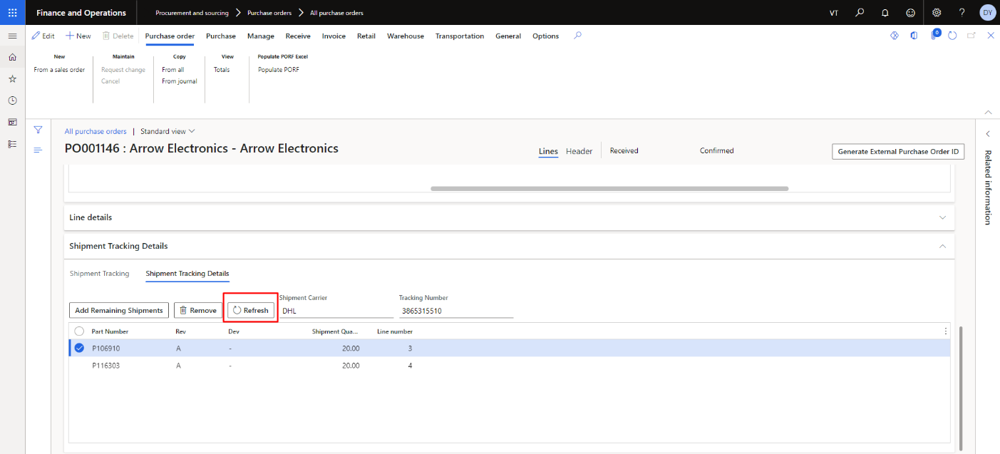 Finance and Operations
Procurement and sourcing
Purchase orders
All purchase orders
VT
DY
Edit
New
Delete
Purchase order
Purchase
Manage
Receive
Invoice
Retail
Warehouse
Transportation
General
Options
0
New
From a sales order
Maintain
Request change
Cancel
Copy
From all
From journal
View
Totals
Populate PORF Excel
Populate PORF
All purchase orders | Standard view
PO001146 : Arrow Electronics - Arrow Electronics
Lines
Header
Received
Confirmed
Generate External Purchase Order ID
Related information
Line details
Shipment Tracking Details
Shipment Tracking
Shipment Tracking Details
Add Remaining Shipments
Remove
Refresh
Shipment Carrier
DHL
Tracking Number
3865315510
Part Number Rev Dev Shipment Qua... Line number
P106910 A - 20.00 3
P116303 A - 20.00 4